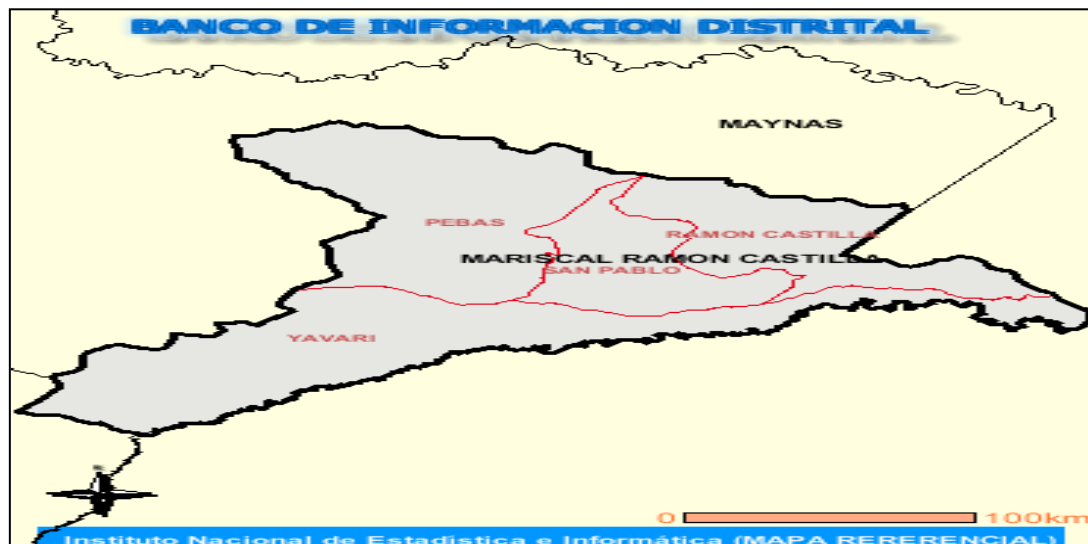 BANCO DE INFORMACION DISTRITAL
MAYNAS
PEBAS
RAMON CASTILLA
MARISCAL RAMON CASTILLA
SAN PABLO
YAVARI
0 100km
Instituto Nacional de Estadística e Informática (MAPA RERERENCIAL)